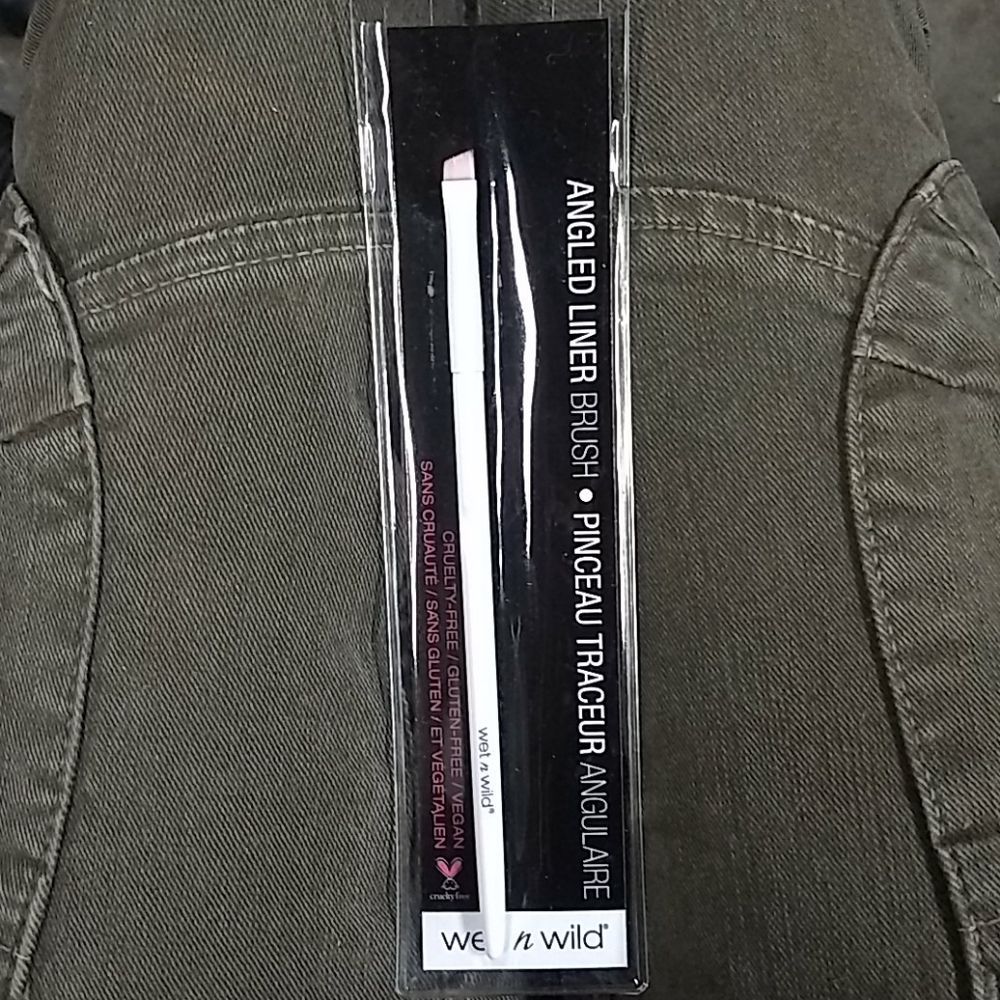 ANGLED LINER BRUSH • PINCEAU TRACEUR ANGULAIRE
CRUELTY-FREE / GLUTEN-FREE / VEGAN
SANS CRUAUTÉ / SANS GLUTEN / ET VÉGÉTALIEN
cruelty free
wet n wild®
we n wild®